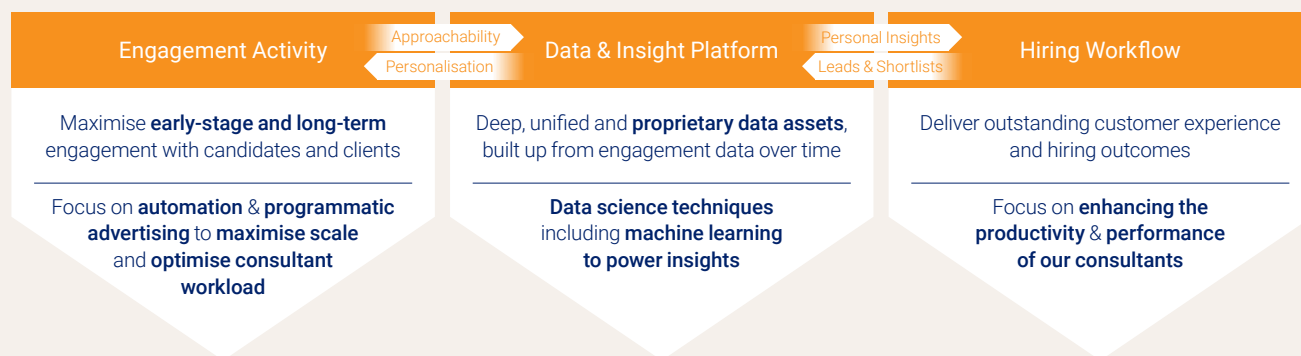 Engagement Activity
Approachability
Personalisation
Data & Insight Platform
Personal Insights
Leads & Shortlists
Hiring Workflow
Maximise early-stage and long-term
engagement with candidates and clients
Focus on automation & programmatic
advertising to maximise scale
and optimise consultant
workload
Deep, unified and proprietary data assets,
built up from engagement data over time
Data science techniques
including machine learning
to power insights
Deliver outstanding customer experience
and hiring outcomes
Focus on enhancing the
productivity & performance
of our consultants